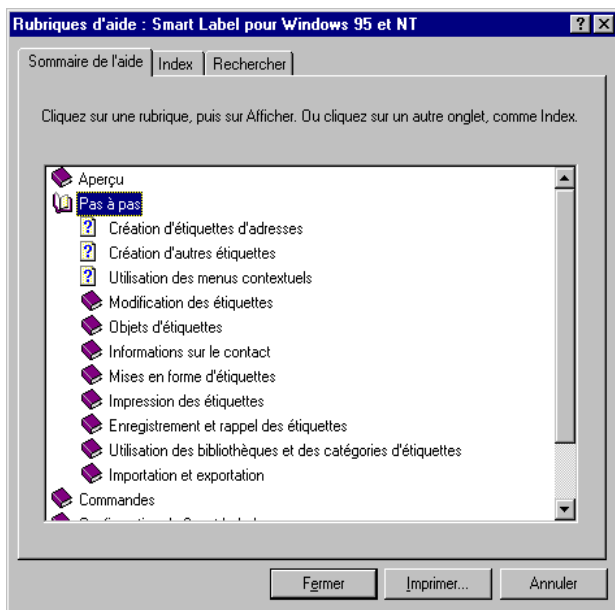 Rubriques d'aide : Smart Label pour Windows 95 et NT
Sommaire de l'aide Index Rechercher
Cliquez sur une rubrique, puis sur Afficher. Ou cliquez sur un autre onglet, comme Index.
Aperçu
Pas à pas
Création d'étiquettes d'adresses
Création d'autres étiquettes
Utilisation des menus contextuels
Modification des étiquettes
Objets d'étiquettes
Informations sur le contact
Mises en forme d'étiquettes
Impression des étiquettes
Enregistrement et rappel des étiquettes
Utilisation des bibliothèques et des catégories d'étiquettes
Importation et exportation
Commandes
Fermer Imprimer... Annuler